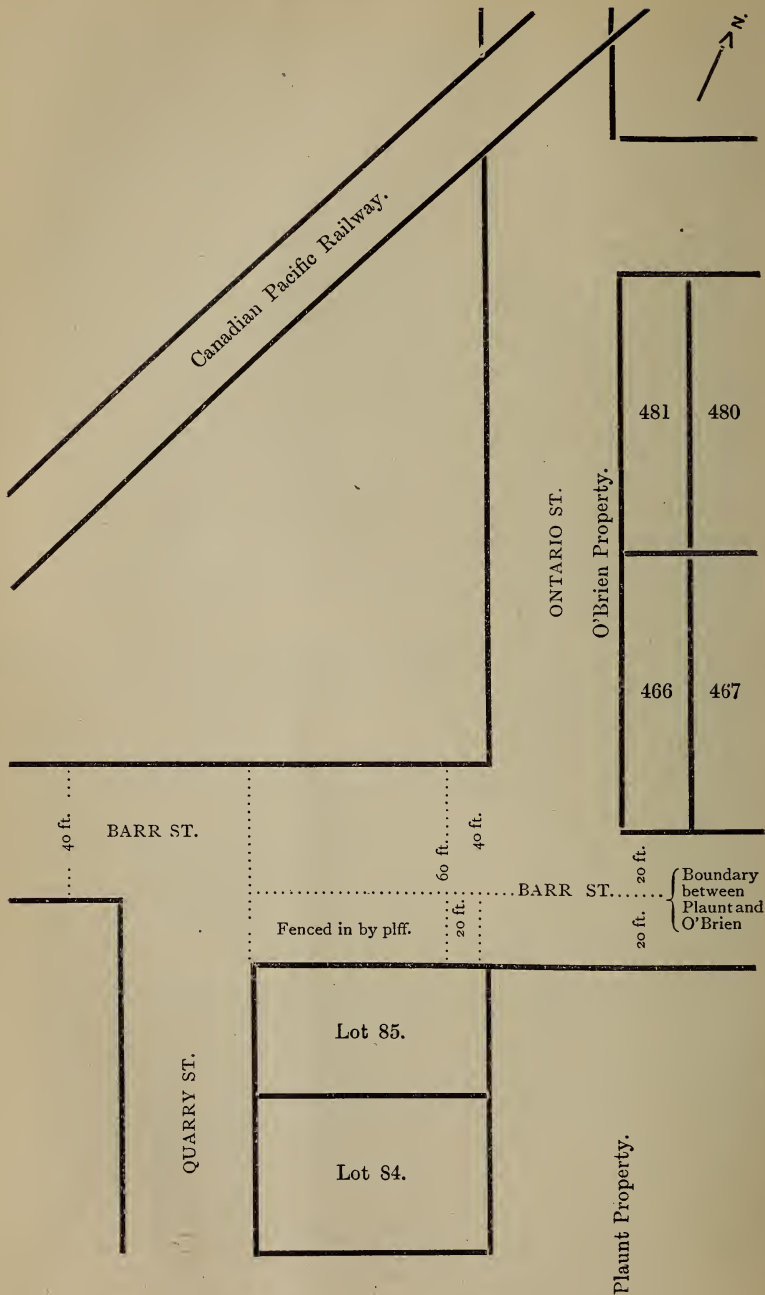 N.
Canadian Pacific Railway.
481
480
ONTARIO ST.
O'Brien Property.
466
467
40 ft.
BARR ST.
60 ft.
40 ft.
20 ft.
BARR ST.
Boundary
between
Plaunt and
O'Brien
Fenced in by plff.
20 ft.
20 ft.
Lot 85.
QUARRY ST.
Lot 84.
Plaunt Property.